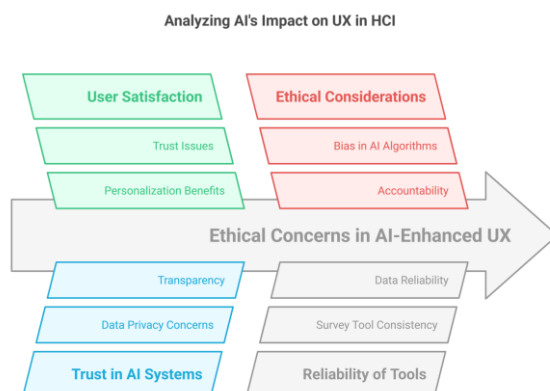 Analyzing AI's Impact on UX in HCI
User Satisfaction
Ethical Considerations
Trust Issues
Bias in AI Algorithms
Personalization Benefits
Accountability
Ethical Concerns in AI-Enhanced UX
Transparency
Data Reliability
Data Privacy Concerns
Survey Tool Consistency
Trust in AI Systems
Reliability of Tools